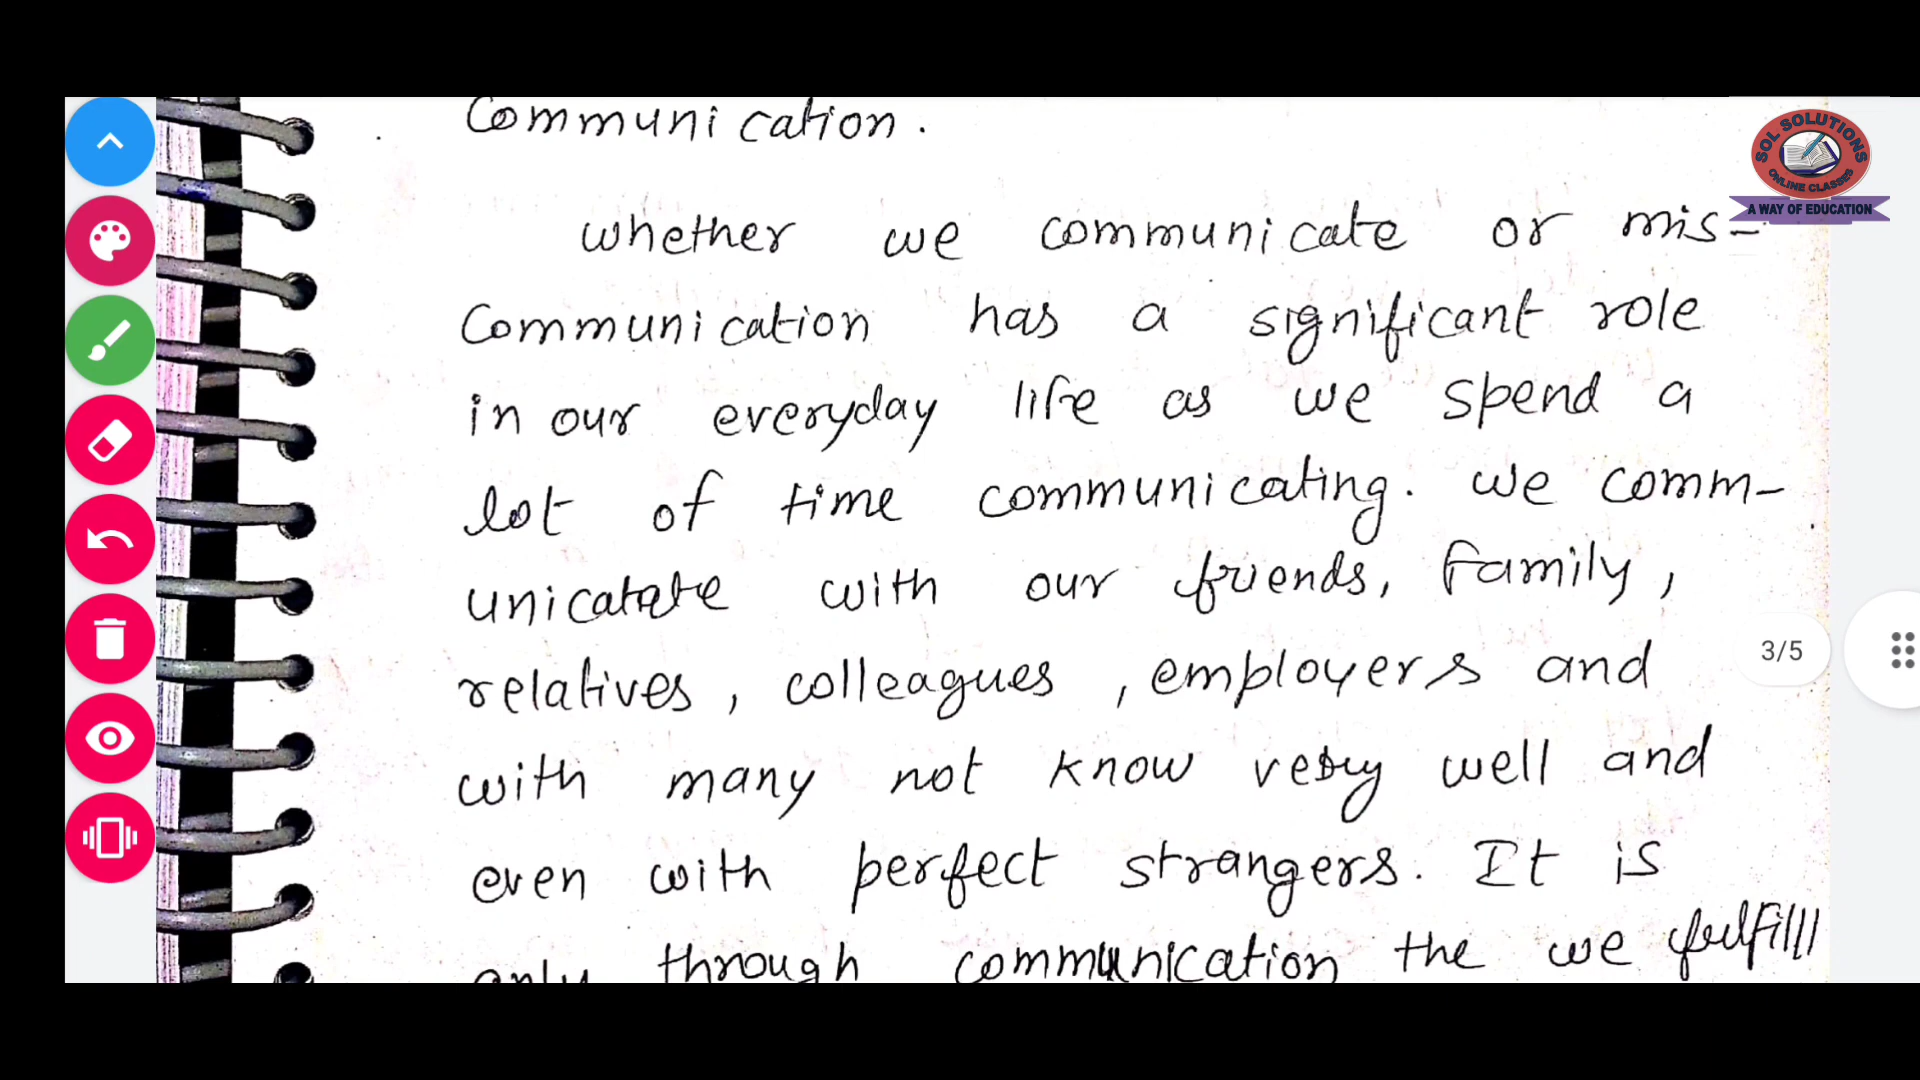 Communication.
SOL SOLUTIONS
ONLINE CLASSES
A WAY OF EDUCATION
whether we communicate or mis-
Communication has a significant role
in our everyday life as we spend a
lot of time communicating. we comm-
unicatate with our friends, Family,
relatives, colleagues, employers and
3/5
with many not know very well and
even with perfect strangers. It is
only through communication the we fulfilll